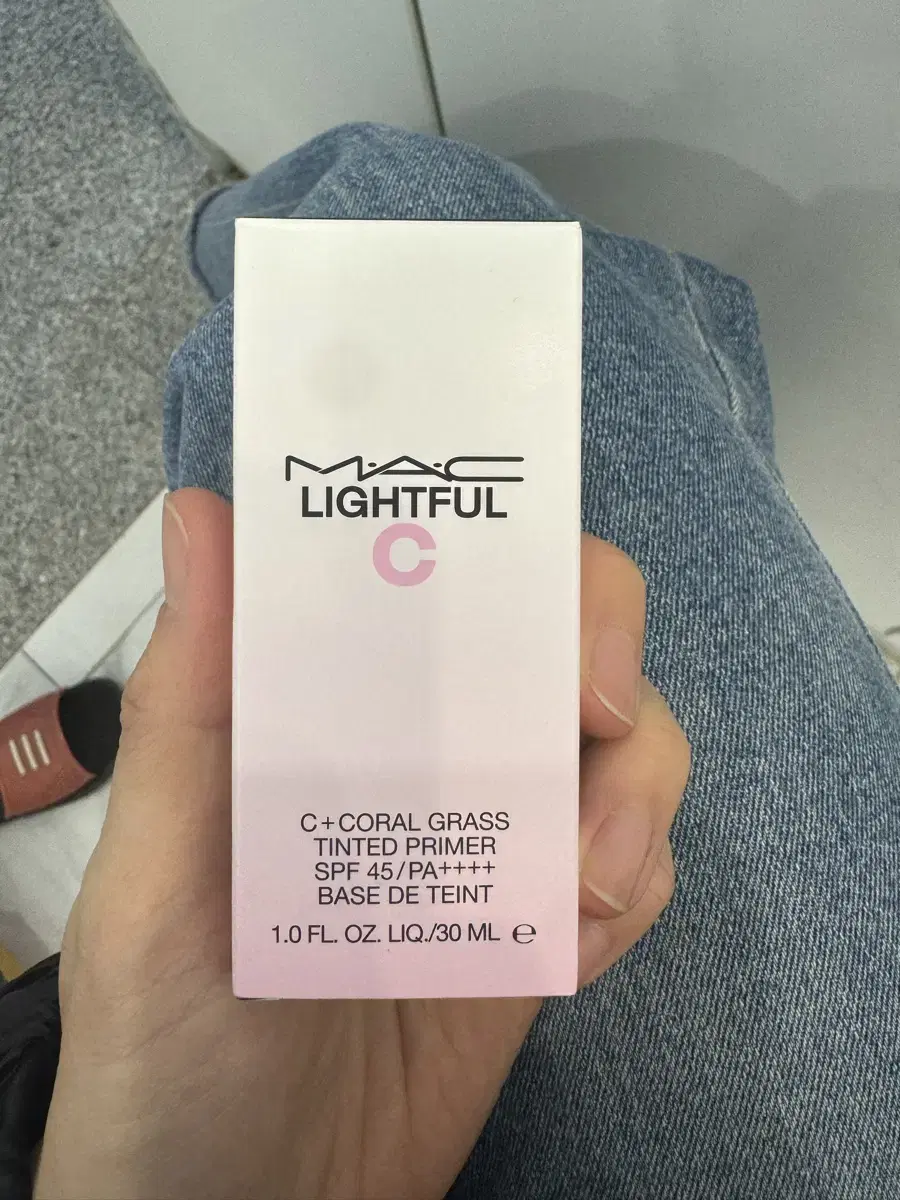 M·A·C
LIGHTFUL
C
C+CORAL GRASS
TINTED PRIMER
SPF 45/PA++++
BASE DE TEINT
1.0 FL. OZ. LIQ./30 ML ℮